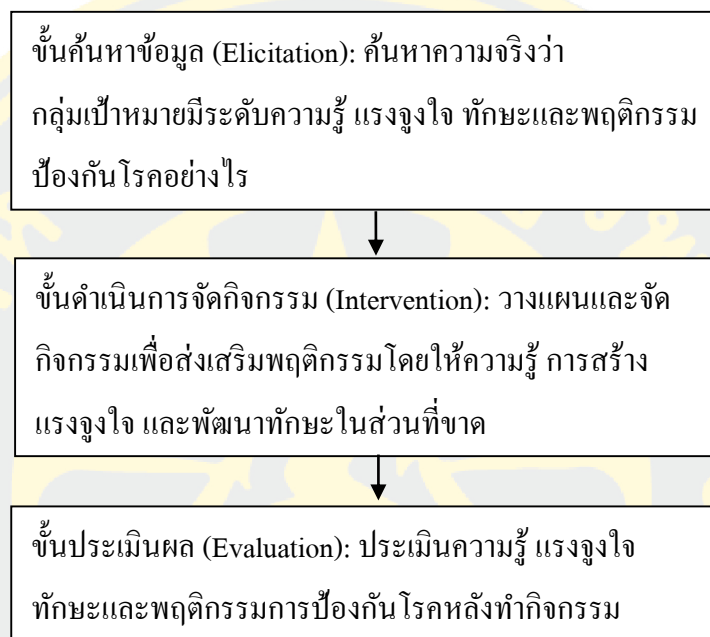 ขั้นค้นหาข้อมูล (Elicitation): ค้นหาความจริงว่า
กลุ่มเป้าหมายมีระดับความรู้ แรงจูงใจ ทักษะและพฤติกรรม
ป้องกันโรคอย่างไร
ขั้นดำเนินการจัดกิจกรรม (Intervention): วางแผนและจัด
กิจกรรมเพื่อส่งเสริมพฤติกรรมโดยให้ความรู้ การสร้าง
แรงจูงใจ และพัฒนาทักษะในส่วนที่ขาด
ขั้นประเมินผล (Evaluation): ประเมินความรู้ แรงจูงใจ
ทักษะและพฤติกรรมการป้องกันโรคหลังทำกิจกรรม